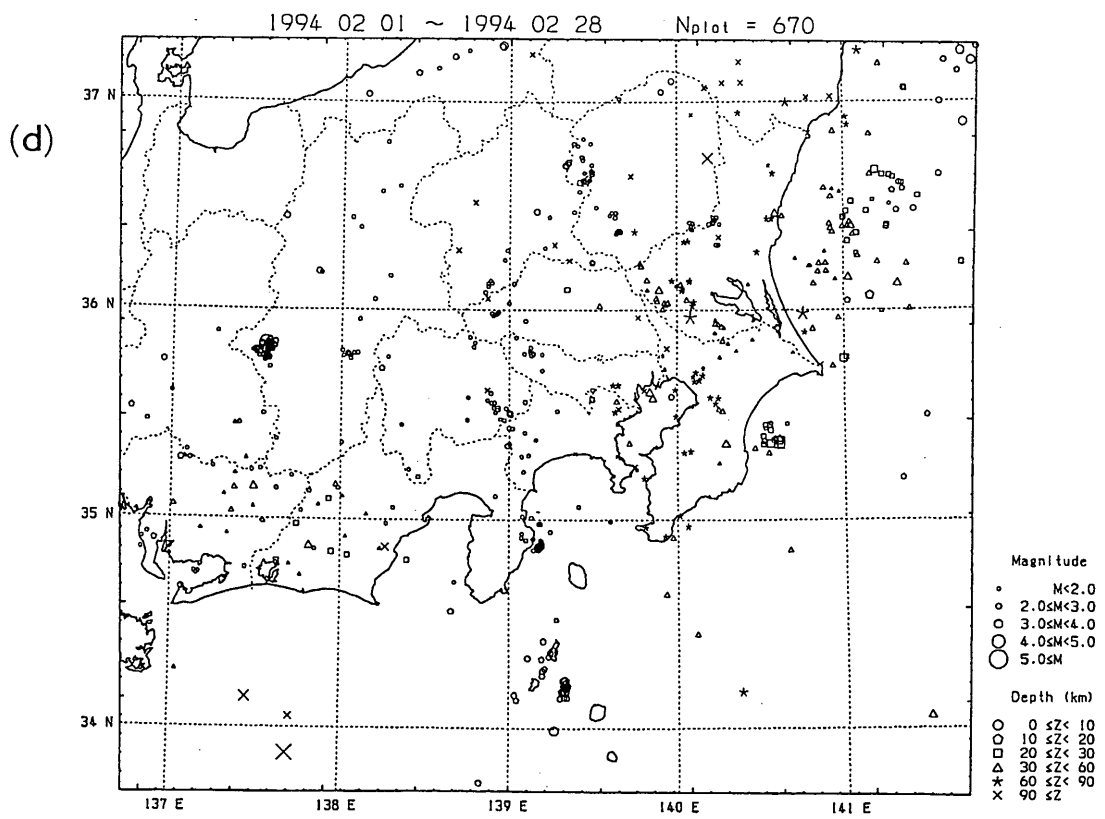 1994 02 01 ~ 1994 02 28 Nplot = 670
(d)
37 N
36 N
35 N
34 N
137 E
138 E
139 E
140 E
141 E
Magnitude
M<2.0
2.0≤M<3.0
3.0≤M<4.0
4.0≤M<5.0
5.0≤M
Depth (km)
0 ≤Z< 10
10 ≤Z< 20
20 ≤Z< 30
30 ≤Z< 60
60 ≤Z< 90
90 ≤Z